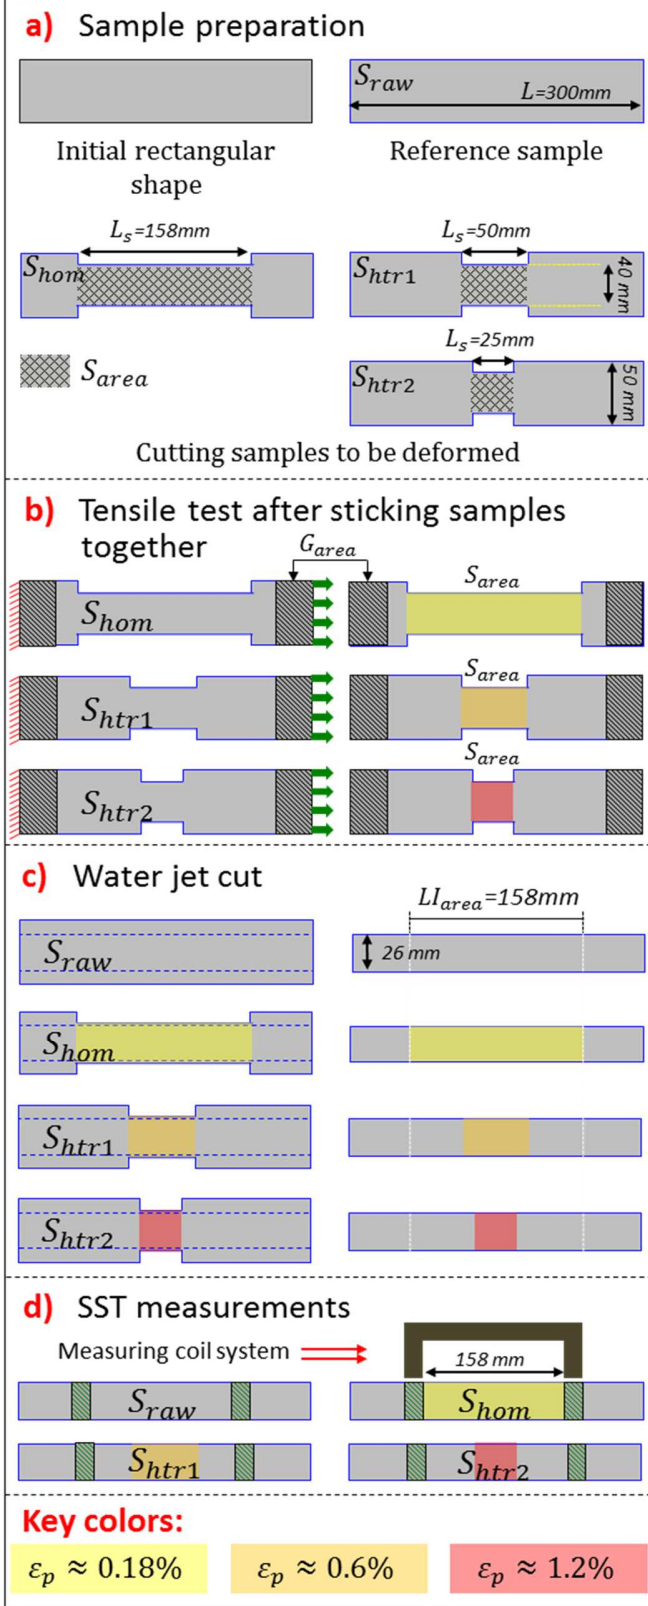 a) Sample preparation
S_raw
L=300mm
Initial rectangular
shape
Reference sample
L_s=158mm
S_hom
L_s=50mm
S_htr1
40 mm
S_area
L_s=25mm
S_htr2
50 mm
Cutting samples to be deformed
b) Tensile test after sticking samples
together
G_area
S_hom
S_area
S_htr1
S_area
S_htr2
S_area
c) Water jet cut
LI_area=158mm
S_raw
26 mm
S_hom
S_htr1
S_htr2
d) SST measurements
Measuring coil system
158 mm
S_raw
S_hom
S_htr1
S_htr2
Key colors:
ε_p ≈ 0.18%
ε_p ≈ 0.6%
ε_p ≈ 1.2%